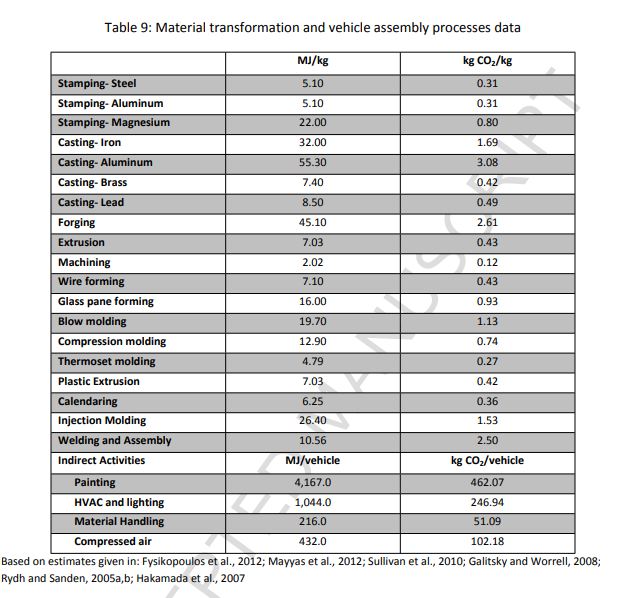 Table 9: Material transformation and vehicle assembly processes data
MJ/kg kg CO₂/kg
Stamping- Steel 5.10 0.31
Stamping- Aluminum 5.10 0.31
Stamping- Magnesium 22.00 0.80
Casting- Iron 32.00 1.69
Casting- Aluminum 55.30 3.08
Casting- Brass 7.40 0.42
Casting- Lead 8.50 0.49
Forging 45.10 2.61
Extrusion 7.03 0.43
Machining 2.02 0.12
Wire forming 7.10 0.43
Glass pane forming 16.00 0.93
Blow molding 19.70 1.13
Compression molding 12.90 0.74
Thermoset molding 4.79 0.27
Plastic Extrusion 7.03 0.42
Calendaring 6.25 0.36
Injection Molding 26.40 1.53
Welding and Assembly 10.56 2.50
Indirect Activities MJ/vehicle kg CO₂/vehicle
Painting 4,167.0 462.07
HVAC and lighting 1,044.0 246.94
Material Handling 216.0 51.09
Compressed air 432.0 102.18
Based on estimates given in: Fysikopoulos et al., 2012; Mayyas et al., 2012; Sullivan et al., 2010; Galitsky and Worrell, 2008;
Rydh and Sanden, 2005a,b; Hakamada et al., 2007
EPTED MANUSCRIPT